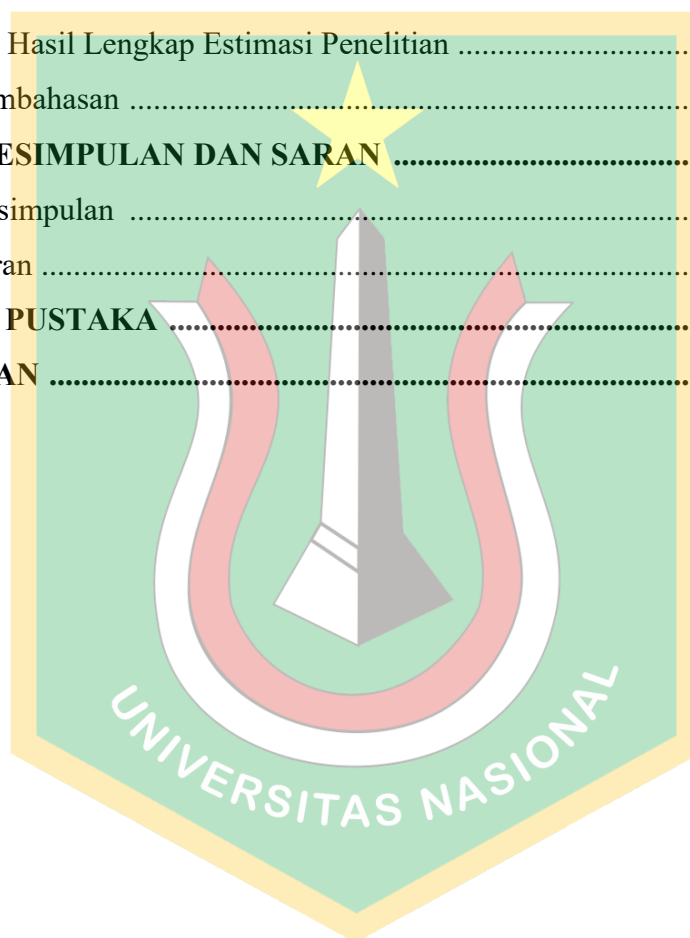 Hasil Lengkap Estimasi Penelitian ............................
mbahasan ......................................................................
ESIMPULAN DAN SARAN .....................................
simpulan ......................................................................
ran .................................................................................
PUSTAKA .................................................................
AN ................................................................................
UNIVERSITAS NASIONAL